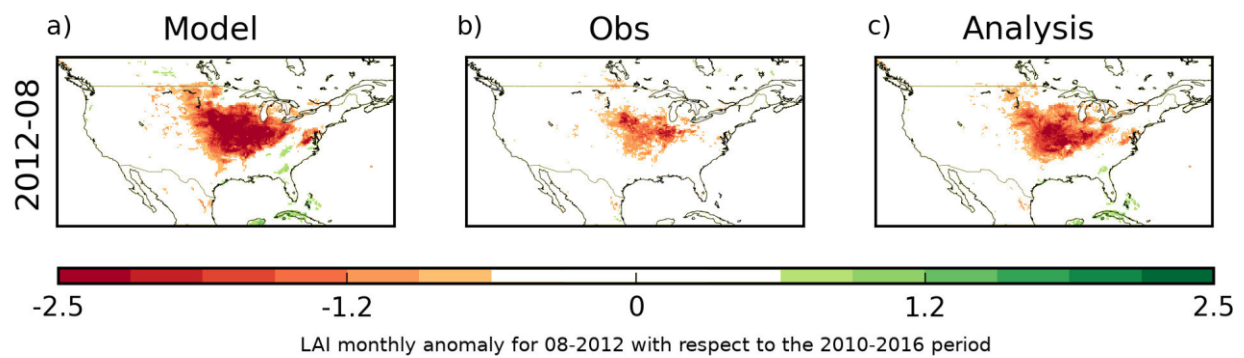 a) Model b) Obs c) Analysis
2012-08
-2.5 -1.2 0 1.2 2.5
LAI monthly anomaly for 08-2012 with respect to the 2010-2016 period